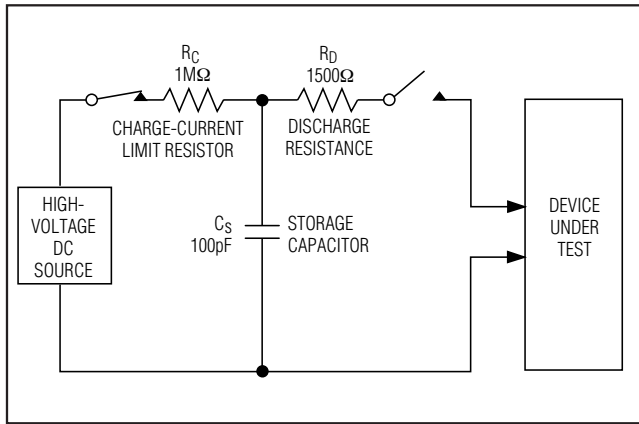 R_C
1MΩ
CHARGE-CURRENT
LIMIT RESISTOR
R_D
1500Ω
DISCHARGE
RESISTANCE
HIGH-
VOLTAGE
DC
SOURCE
C_S
100pF
STORAGE
CAPACITOR
DEVICE
UNDER
TEST